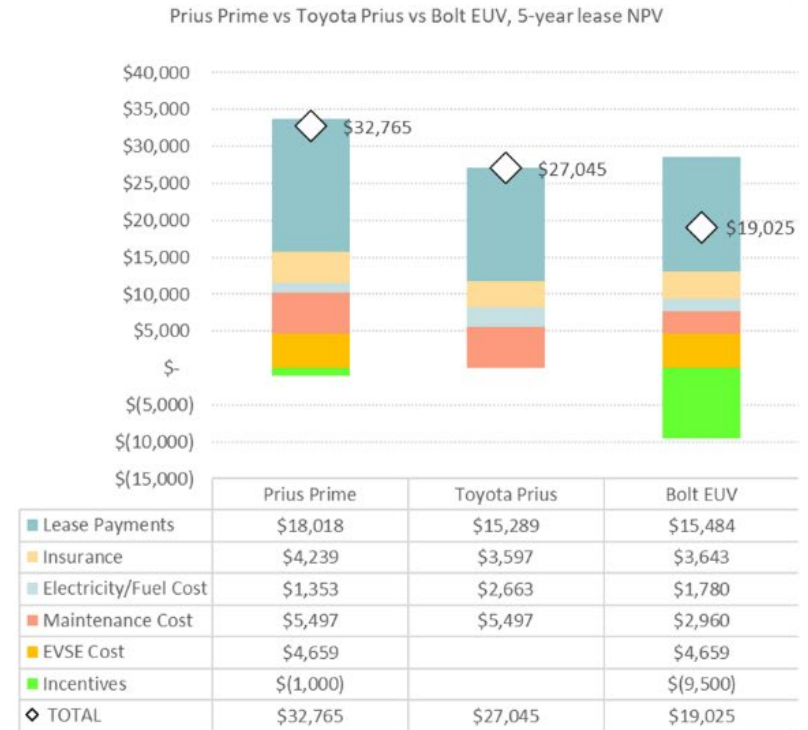 Prius Prime vs Toyota Prius vs Bolt EUV, 5-year lease NPV
$40,000
$35,000
$30,000
$25,000
$20,000
$15,000
$10,000
$5,000
$-
$(5,000)
$(10,000)
$(15,000)
$32,765
$27,045
$19,025
Prius Prime Toyota Prius Bolt EUV
Lease Payments $18,018 $15,289 $15,484
Insurance $4,239 $3,597 $3,643
Electricity/Fuel Cost $1,353 $2,663 $1,780
Maintenance Cost $5,497 $5,497 $2,960
EVSE Cost $4,659 $4,659
Incentives $(1,000) $(9,500)
TOTAL $32,765 $27,045 $19,025